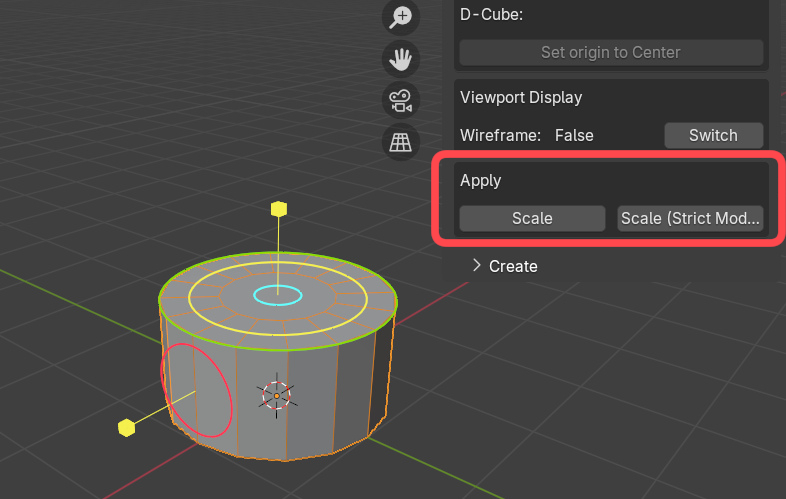 D-Cube:
Set origin to Center
Viewport Display
Wireframe: False Switch
Apply
Scale Scale (Strict Mod...
Create